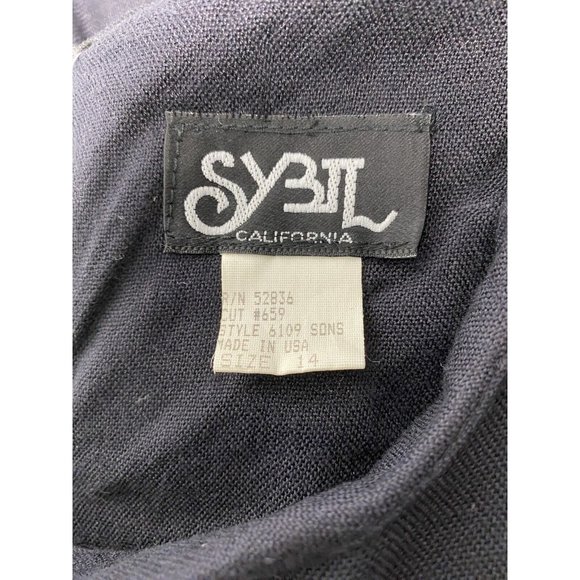 SYBIL
CALIFORNIA
R/N 52836
CUT #659
STYLE 6109 SONS
MADE IN USA
SIZE 14